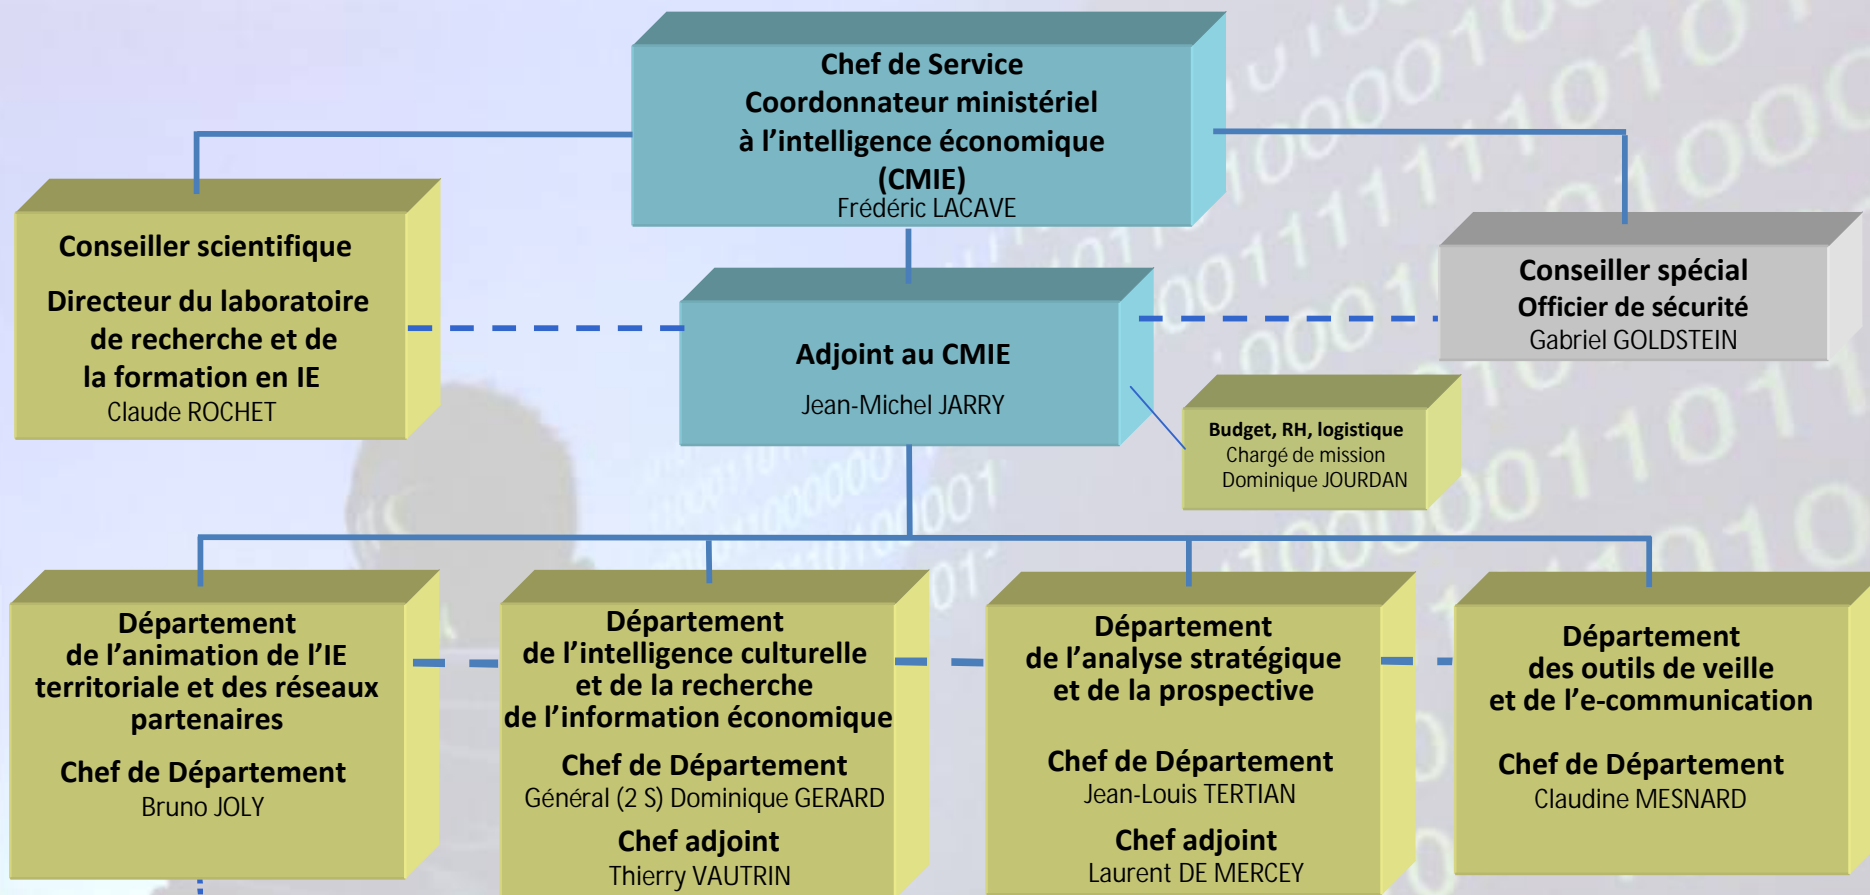 Chef de Service
Coordonnateur ministériel
à l’intelligence économique
(CMIE)
Frédéric LACAVE
Conseiller scientifique
Directeur du laboratoire
de recherche et de
la formation en IE
Claude ROCHET
Conseiller spécial
Officier de sécurité
Gabriel GOLDSTEIN
Adjoint au CMIE
Jean-Michel JARRY
Budget, RH, logistique
Chargé de mission
Dominique JOURDAN
Département
de l’animation de l’IE
territoriale et des réseaux
partenaires
Chef de Département
Bruno JOLY
Département
de l’intelligence culturelle
et de la recherche
de l’information économique
Chef de Département
Général (2 S) Dominique GERARD
Chef adjoint
Thierry VAUTRIN
Département
de l’analyse stratégique
et de la prospective
Chef de Département
Jean-Louis TERTIAN
Chef adjoint
Laurent DE MERCEY
Département
des outils de veille
et de l’e-communication
Chef de Département
Claudine MESNARD